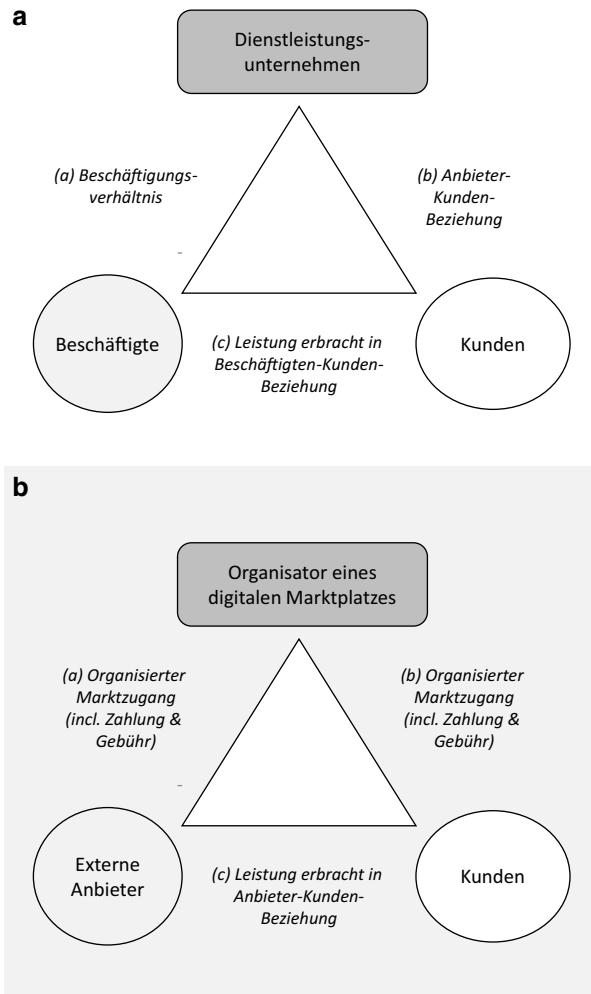 a
Dienstleistungs-
unternehmen
(a) Beschäftigungs-
verhältnis
(b) Anbieter-
Kunden-
Beziehung
Beschäftigte
(c) Leistung erbracht in
Beschäftigten-Kunden-
Beziehung
Kunden
b
Organisator eines
digitalen Marktplatzes
(a) Organisierter
Marktzugang
(incl. Zahlung &
Gebühr)
(b) Organisierter
Marktzugang
(incl. Zahlung &
Gebühr)
Externe
Anbieter
(c) Leistung erbracht in
Anbieter-Kunden-
Beziehung
Kunden